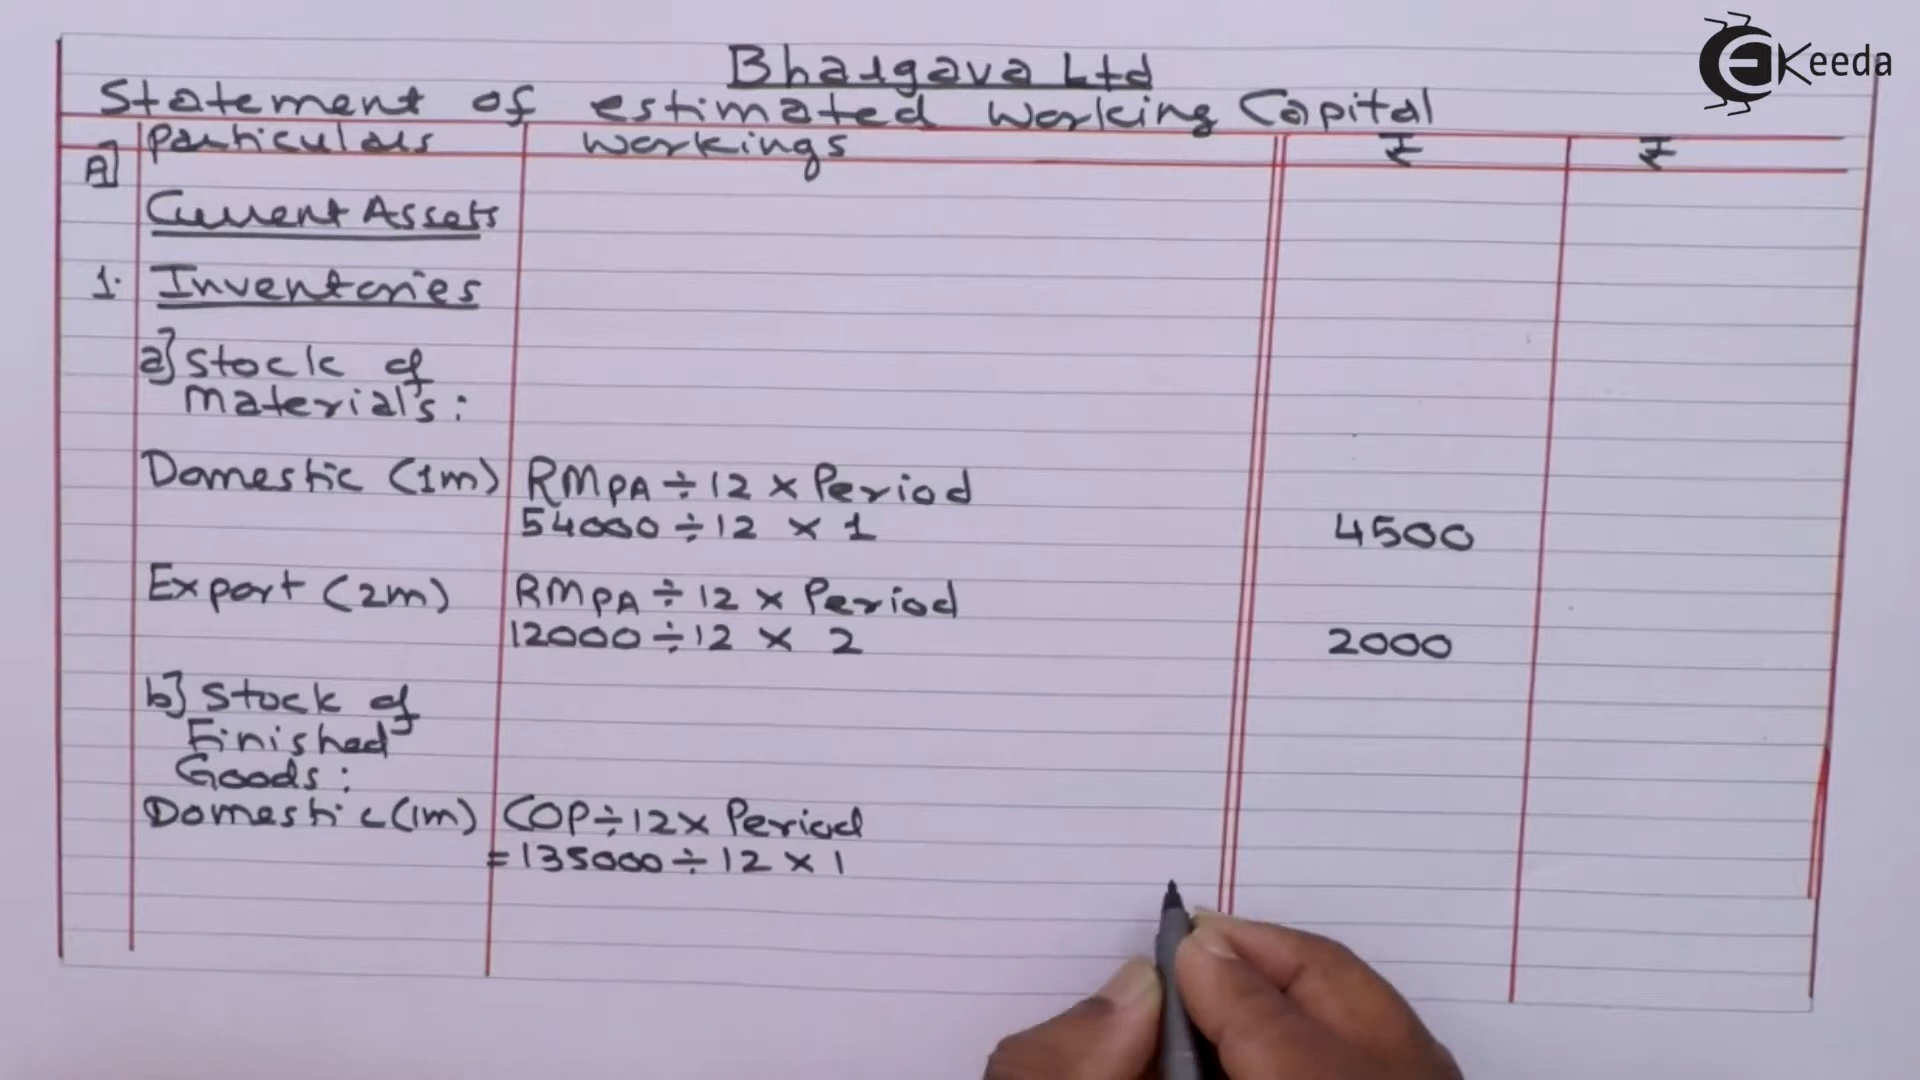 Bhargava Ltd
Keeda
Statement of estimated Working Capital
Particulars Workings ₹ ₹
A]
Current Assets
1. Inventories
a] Stock of
Materials:
Domestic (1m) RMPA ÷ 12 × Period
54000 ÷ 12 × 1 4500
Export (2m) RMPA ÷ 12 × Period
12000 ÷ 12 × 2 2000
b] Stock of
Finished
Goods:
Domestic (1m) COP ÷ 12 × Period
= 135000 ÷ 12 × 1